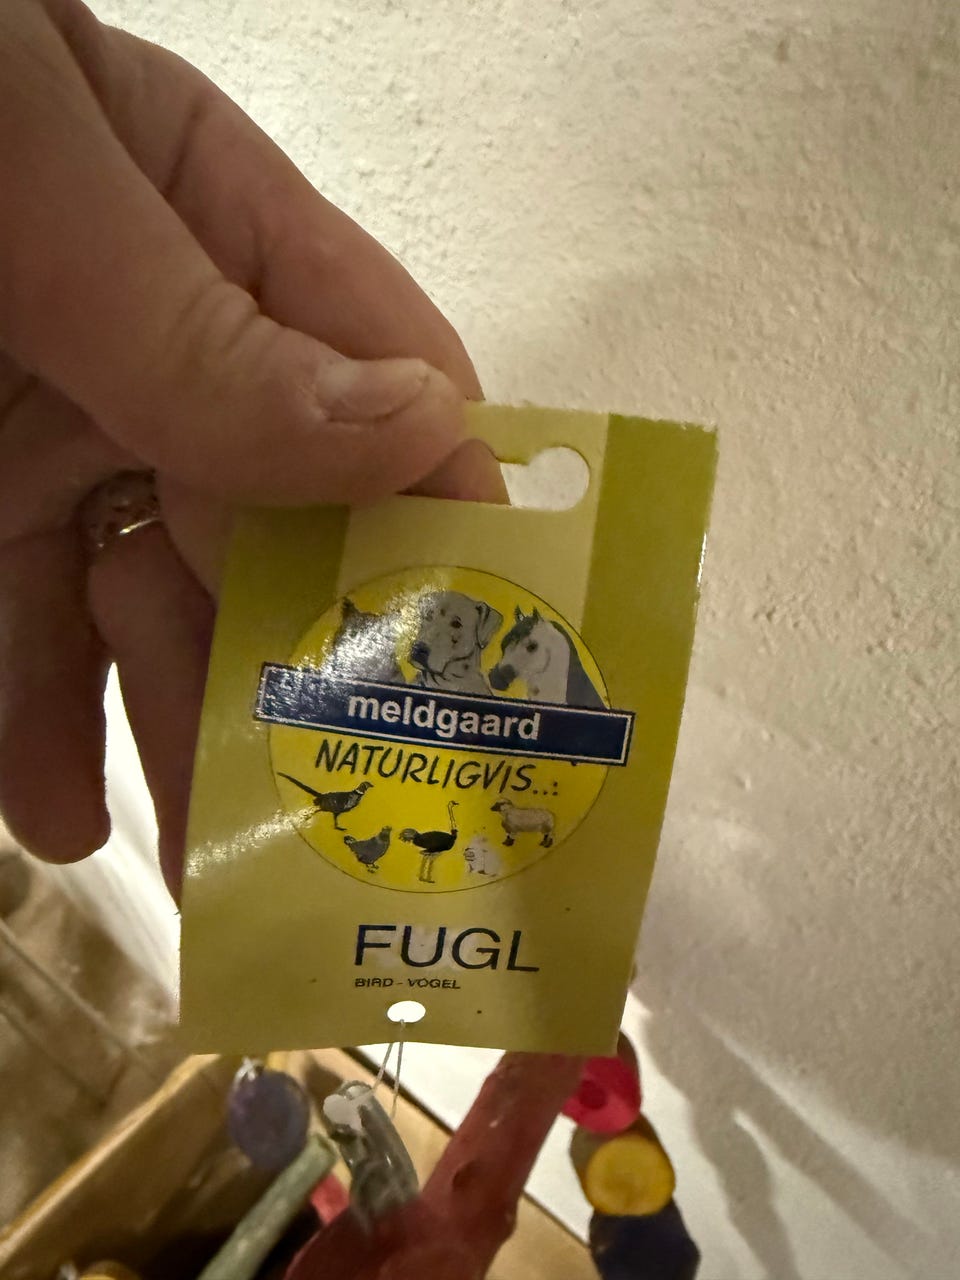 meldgaard
NATURLIGVIS..:
FUGL
BIRD - VOGEL